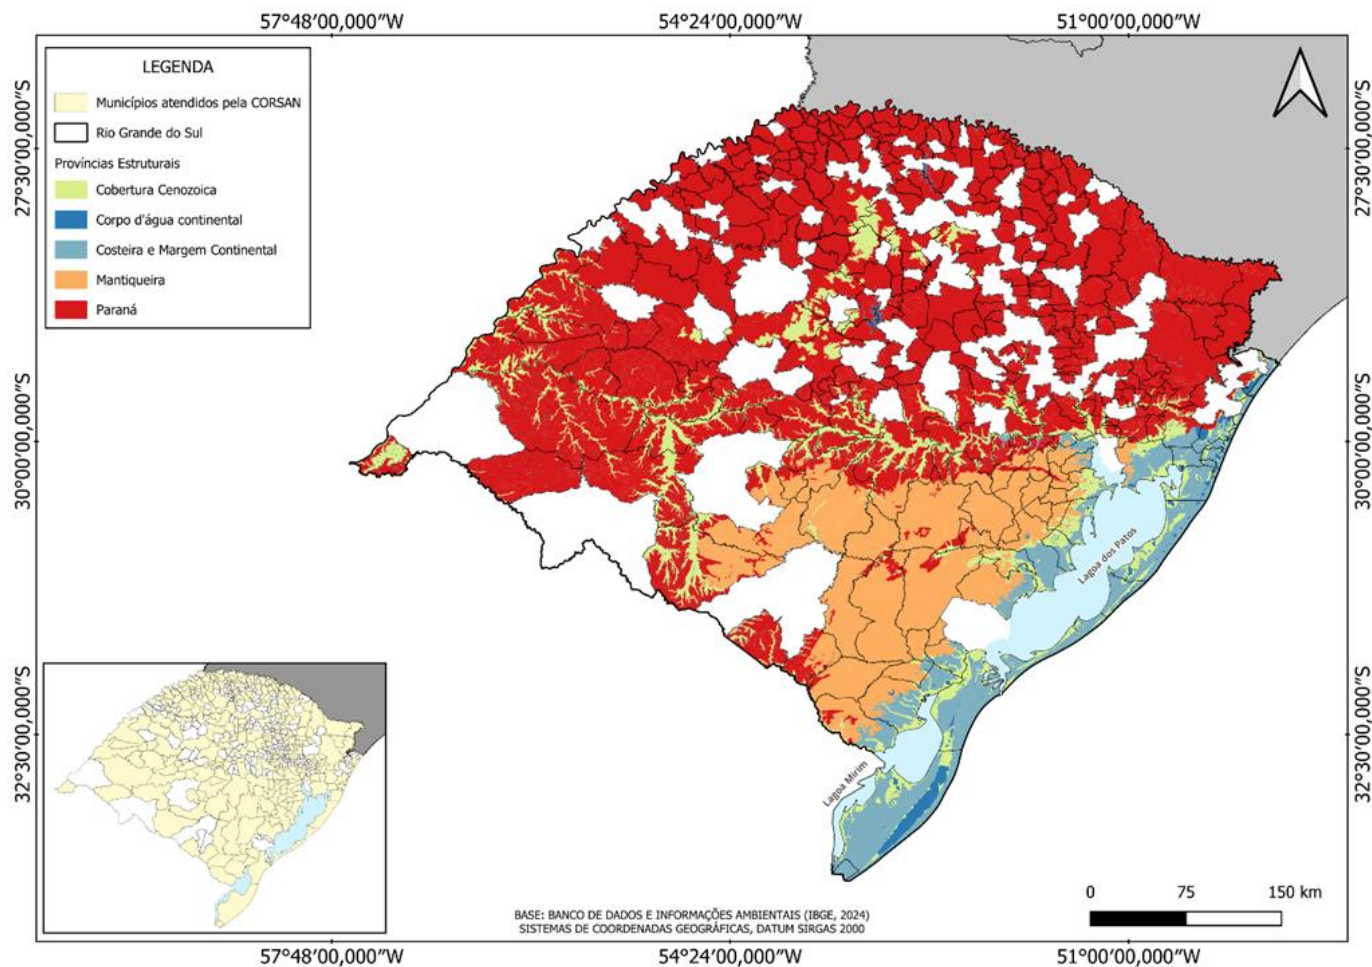 57°48'00,000"W
54°24'00,000"W
51°00'00,000"W
27°30'00,000"S
27°30'00,000"S
LEGENDA
Municípios atendidos pela CORSAN
Rio Grande do Sul
Províncias Estruturais
Cobertura Cenozoica
Corpo d'água continental
Costeira e Margem Continental
Mantiqueira
Paraná
30°00'00,000"S
30°00'00,000"S
Lagoa dos Patos
32°30'00,000"S
32°30'00,000"S
Lagoa Mirim
0 75 150 km
BASE: BANCO DE DADOS E INFORMAÇÕES AMBIENTAIS (IBGE, 2024)
SISTEMAS DE COORDENADAS GEOGRÁFICAS, DATUM SIRGAS 2000
57°48'00,000"W
54°24'00,000"W
51°00'00,000"W